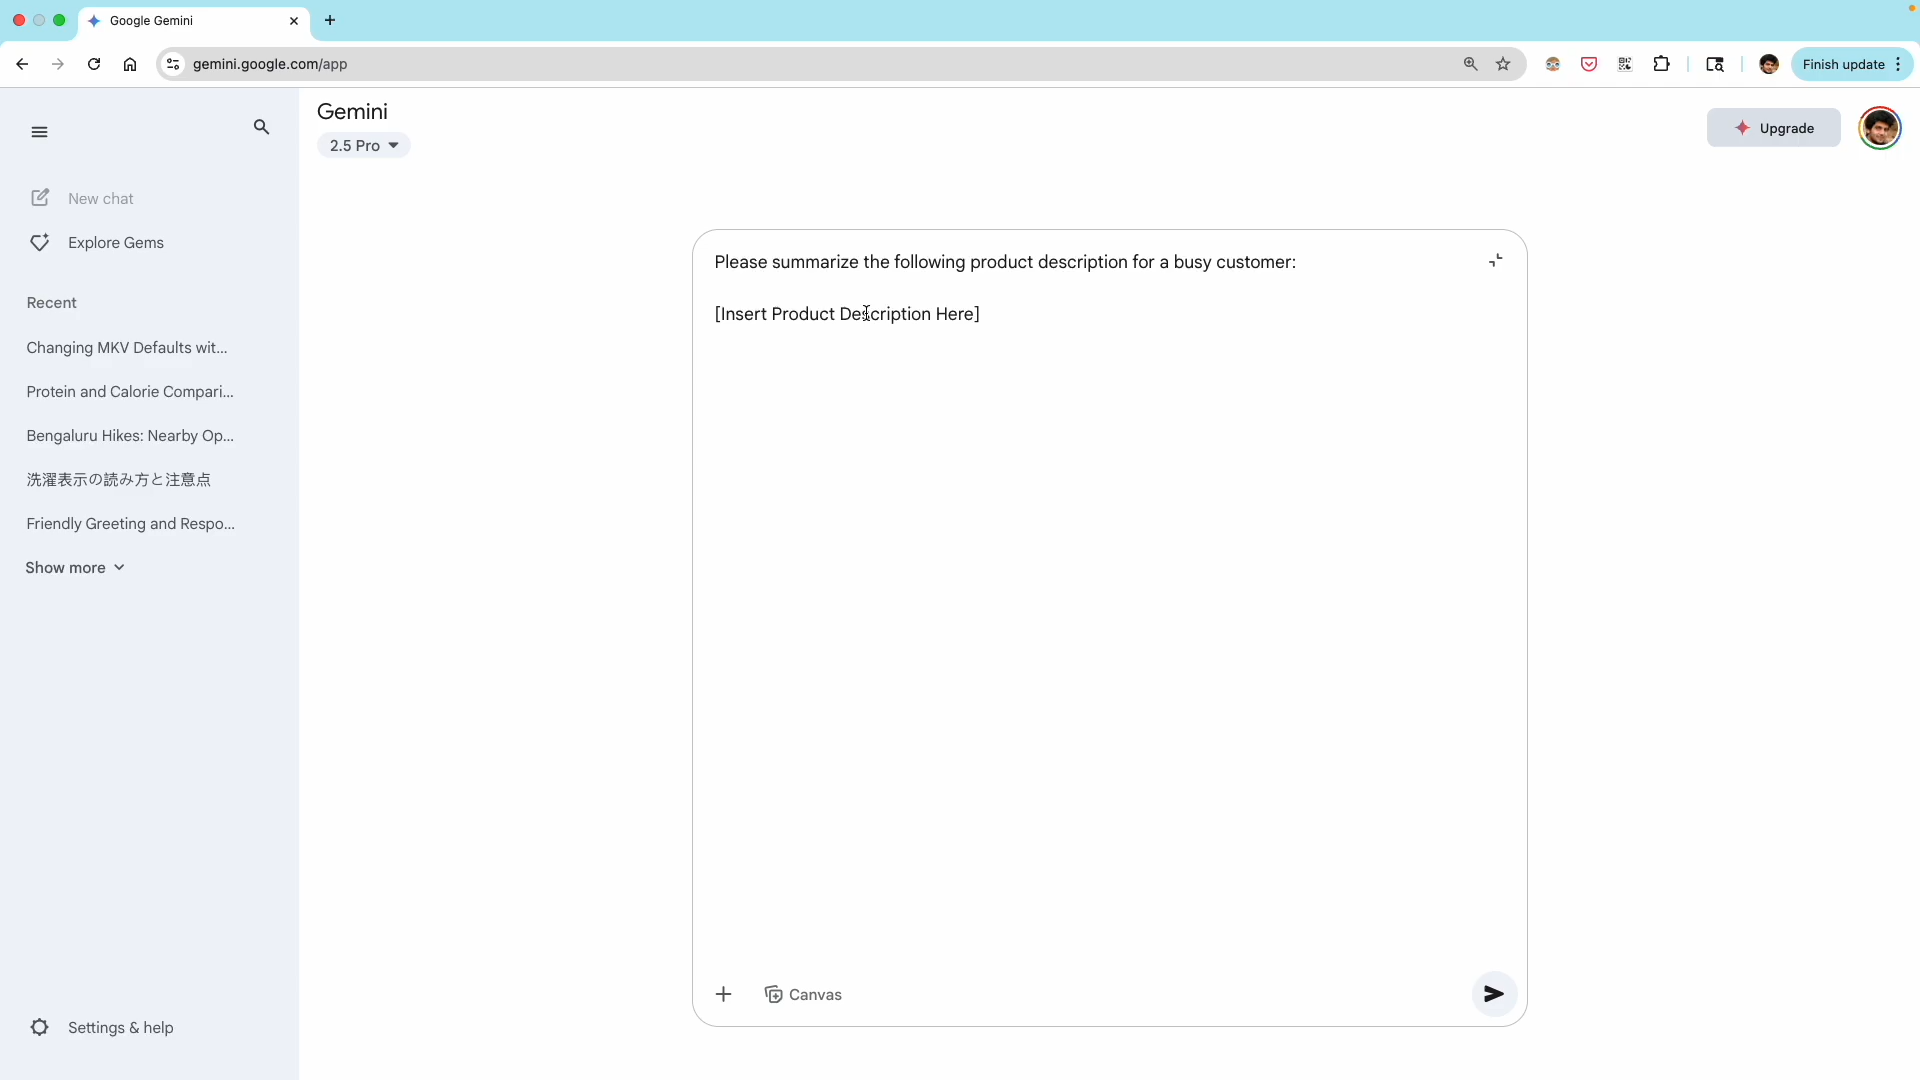 Google Gemini
gemini.google.com/app
Finish update
Gemini
2.5 Pro
Upgrade
New chat
Explore Gems
Recent
Changing MKV Defaults wit...
Protein and Calorie Compari...
Bengaluru Hikes: Nearby Op...
洗濯表示の読み方と注意点
Friendly Greeting and Respo...
Show more
Settings & help
Please summarize the following product description for a busy customer:
[Insert Product Description Here]
Canvas